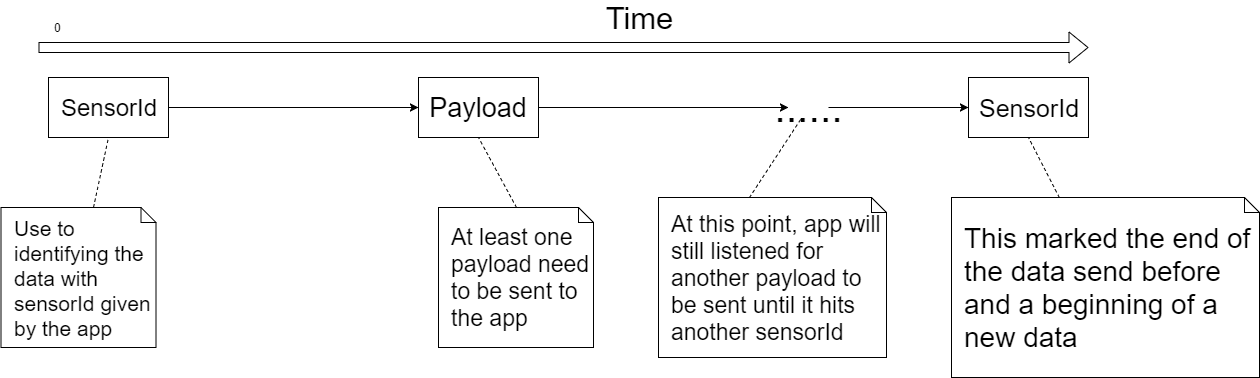 Time
0
SensorId
Payload
......
SensorId
Use to
identifying the
data with
sensorId given
by the app
At least one
payload need
to be sent to
the app
At this point, app will
still listened for
another payload to
be sent until it hits
another sensorId
This marked the end of
the data send before
and a beginning of a
new data